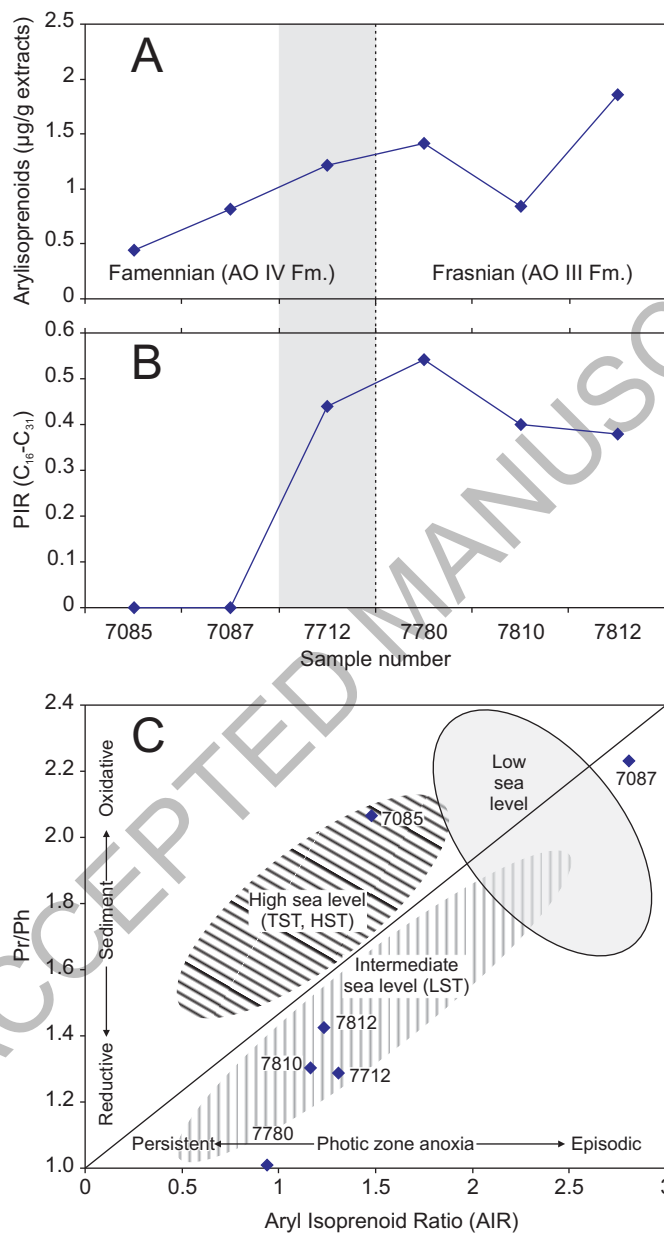 A
Arylisoprenoids (µg/g extracts)
2.5
2
1.5
1
0.5
0
Famennian (AO IV Fm.)
Frasnian (AO III Fm.)
B
PIR (C₁₆-C₃₁)
0.6
0.5
0.4
0.3
0.2
0.1
0
7085 7087 7712 7780 7810 7812
Sample number
C
Pr/Ph
2.4
2.2
2.0
1.8
1.6
1.4
1.2
1.0
Oxidative
Sediment
Reductive
Low
sea
level
7087
7085
High sea level
(TST, HST)
Intermediate
sea level (LST)
7812
7810
7712
7780
Persistent Photic zone anoxia Episodic
0 0.5 1 1.5 2 2.5 3
Aryl Isoprenoid Ratio (AIR)
ACCEPTED MANUSC